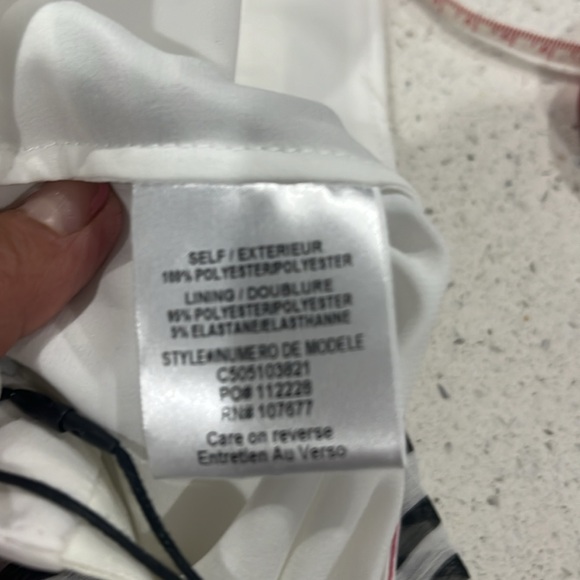 SELF / EXTERIEUR
100% POLYESTER/POLYESTER
LINING / DOUBLURE
95% POLYESTER/POLYESTER
5% ELASTANE/ELASTHANNE
STYLE#/NUMERO DE MODELE
C505103821
PO# 112228
RN# 107677
Care on reverse
Entretien Au Verso